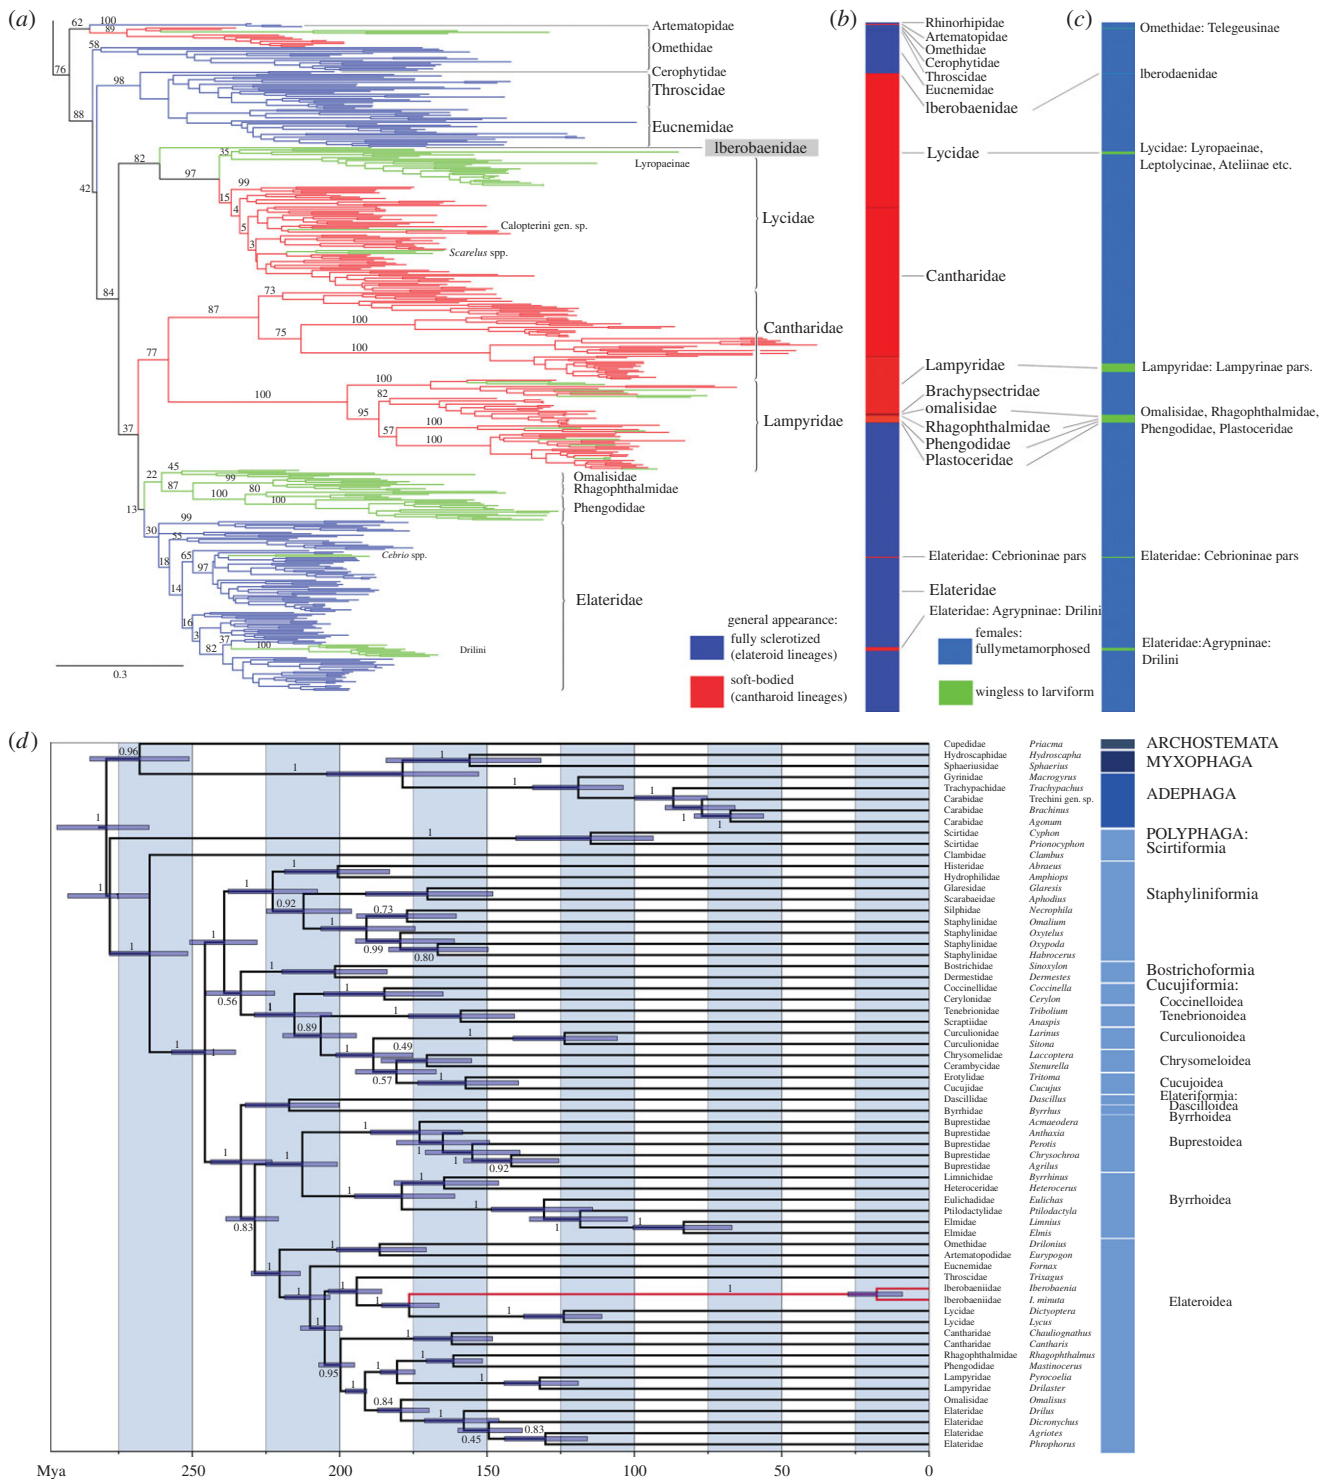 (a)
62
100
89
58
76
98
88
42
82
35
97
99
15
4
5
3
84
73
87
100
75
100
77
100
82
100
95
57
100
100
37
45
22
99
87
80
100
100
13
99
30
55
18
65
97
14
16
3
37
82
100
0.3
Artematopidae
Omethidae
Cerophytidae
Throscidae
Eucnemidae
Iberobaenidae
Lyropaeinae
Lycidae
Calopterini gen. sp.
Scarelus spp.
Cantharidae
Lampyridae
Omalisidae
Rhagophthalmidae
Phengodidae
Cebrio spp.
Elateridae
Drilini
general appearance:
fully sclerotized
(elateroid lineages)
soft-bodied
(cantharoid lineages)
(b)
Rhinorhipidae
Artematopidae
Omethidae
Cerophytidae
Throscidae
Eucnemidae
Iberobaenidae
Lycidae
Cantharidae
Lampyridae
Brachypsectridae
omalisidae
Rhagophthalmidae
Phengodidae
Plastoceridae
Elateridae: Cebrioninae pars
Elateridae
Elateridae: Agrypninae: Drilini
females:
fullymetamorphosed
wingless to larviform
(c)
Omethidae: Telegeusinae
lberodaenidae
Lycidae: Lyropaeinae,
Leptolycinae, Ateliinae etc.
Lampyridae: Lampyrinae pars.
Omalisidae, Rhagophthalmidae,
Phengodidae, Plastoceridae
Elateridae: Cebrioninae pars
Elateridae:Agrypninae:
Drilini
(d)
Cupedidae Priacma
Hydroscaphidae Hydroscapha
Sphaeriusidae Sphaerius
Gyrinidae Macrogyrus
Trachypachidae Trachypachus
Carabidae Trechini gen. sp.
Carabidae Brachinus
Carabidae Agonum
Scirtidae Cyphon
Scirtidae Prionocyphon
Clambidae Clambus
Histeridae Abraeus
Hydrophilidae Amphiops
Glaresidae Glaresis
Scarabaeidae Aphodius
Silphidae Necrophila
Staphylinidae Omalium
Staphylinidae Oxytelus
Staphylinidae Oxypoda
Staphylinidae Habrocerus
Bostrichidae Sinoxylon
Dermestidae Dermestes
Coccinellidae Coccinella
Cerylonidae Cerylon
Tenebrionidae Tribolium
Scraptiidae Anaspis
Curculionidae Larinus
Curculionidae Sitona
Chrysomelidae Laccoptera
Cerambycidae Stenurella
Erotylidae Tritoma
Cucujidae Cucujus
Dascillidae Dascillus
Byrrhidae Byrrhus
Buprestidae Acmaeodera
Buprestidae Anthaxia
Buprestidae Perotis
Buprestidae Chrysochroa
Buprestidae Agrilus
Limnichidae Byrrhinus
Heteroceridae Heterocerus
Eulichadidae Eulichas
Ptilodactylidae Ptilodactyla
Elmidae Limnius
Elmidae Elmis
Omethidae Drilonius
Artematopodidae Eurypogon
Eucnemidae Fornax
Throscidae Trixagus
Iberobaeniidae Iberobaenia
Iberobaeniidae I. minuta
Lycidae Dictyoptera
Lycidae Lycus
Cantharidae Chauliognathus
Cantharidae Cantharis
Rhagophthalmidae Rhagophthalmus
Phengodidae Mastinocerus
Lampyridae Pyrocoelia
Lampyridae Drilaster
Omalisidae Omalisus
Elateridae Drilus
Elateridae Dicronychus
Elateridae Agriotes
Elateridae Phrophorus
0.96
1
1
1
1
1
1
1
1
1
1
0.92
0.73
1
0.99
0.80
1
1
0.56
1
1
1
0.89
1
1
0.49
0.57
1
1
1
1
1
1
1
0.92
1
1
1
1
1
0.83
1
1
1
1
1
1
1
1
0.95
1
1
1
1
0.84
1
0.83
0.45
ARCHOSTEMATA
MYXOPHAGA
ADEPHAGA
POLYPHAGA:
Scirtiformia
Staphyliniformia
Bostrichoformia
Cucujiformia:
Coccinelloidea
Tenebrionoidea
Curculionoidea
Chrysomeloidea
Cucujoidea
Elateriformia:
Dascilloidea
Byrrhoidea
Buprestoidea
Byrrhoidea
Elateroidea
Mya 250 200 150 100 50 0